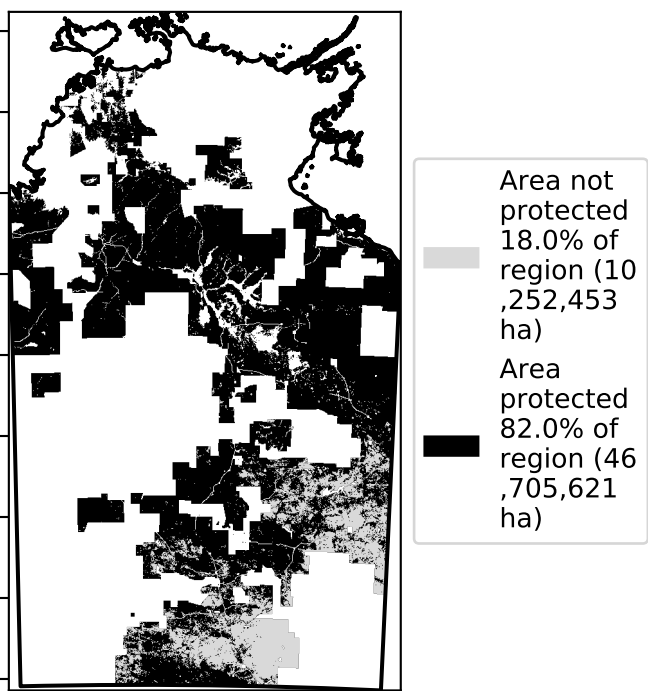 Area not
protected
18.0% of
region (10
,252,453
ha)
Area
protected
82.0% of
region (46
,705,621
ha)